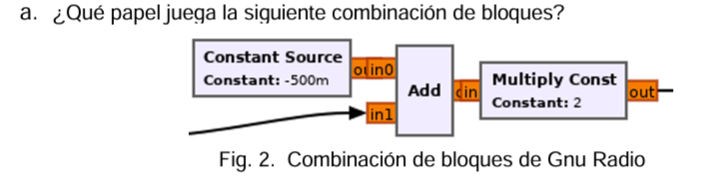 a. ¿Qué papel juega la siguiente combinación de bloques?
Constant Source
Constant: -500m
in0
in1
Add
in
Multiply Const
Constant: 2
out
Fig. 2. Combinación de bloques de Gnu Radio